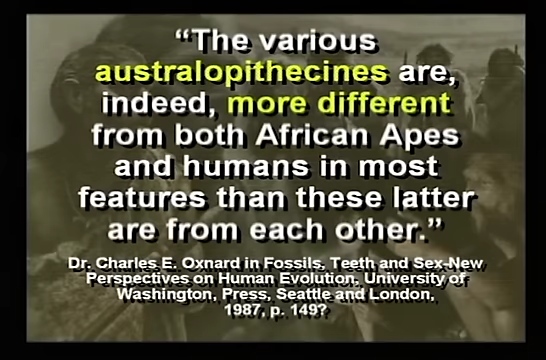 “The various
australopithecines are,
indeed, more different
from both African Apes
and humans in most
features than these latter
are from each other.”
Dr. Charles E. Oxnard in Fossils, Teeth and Sex-New
Perspectives on Human Evolution, University of
Washington, Press, Seattle and London,
1987, p. 149?